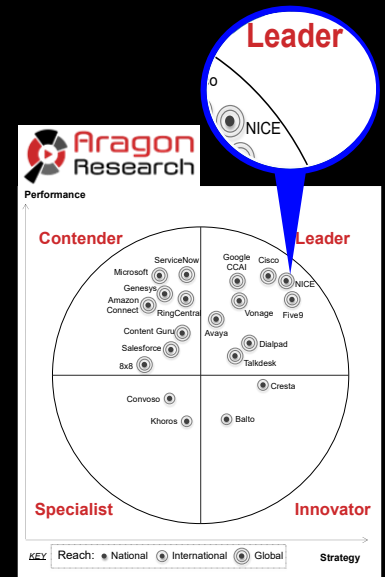 Leader
o
NICE
Aragon
Research
Performance
Contender
Leader
ServiceNow
Google
CCAI
Cisco
Microsoft
NICE
Genesys
Amazon
Connect
RingCentral
Vonage
Five9
Avaya
Content Guru
Dialpad
Salesforce
Talkdesk
8x8
Cresta
Convoso
Khoros
Balto
Specialist
Innovator
KEY Reach: National International Global
Strategy